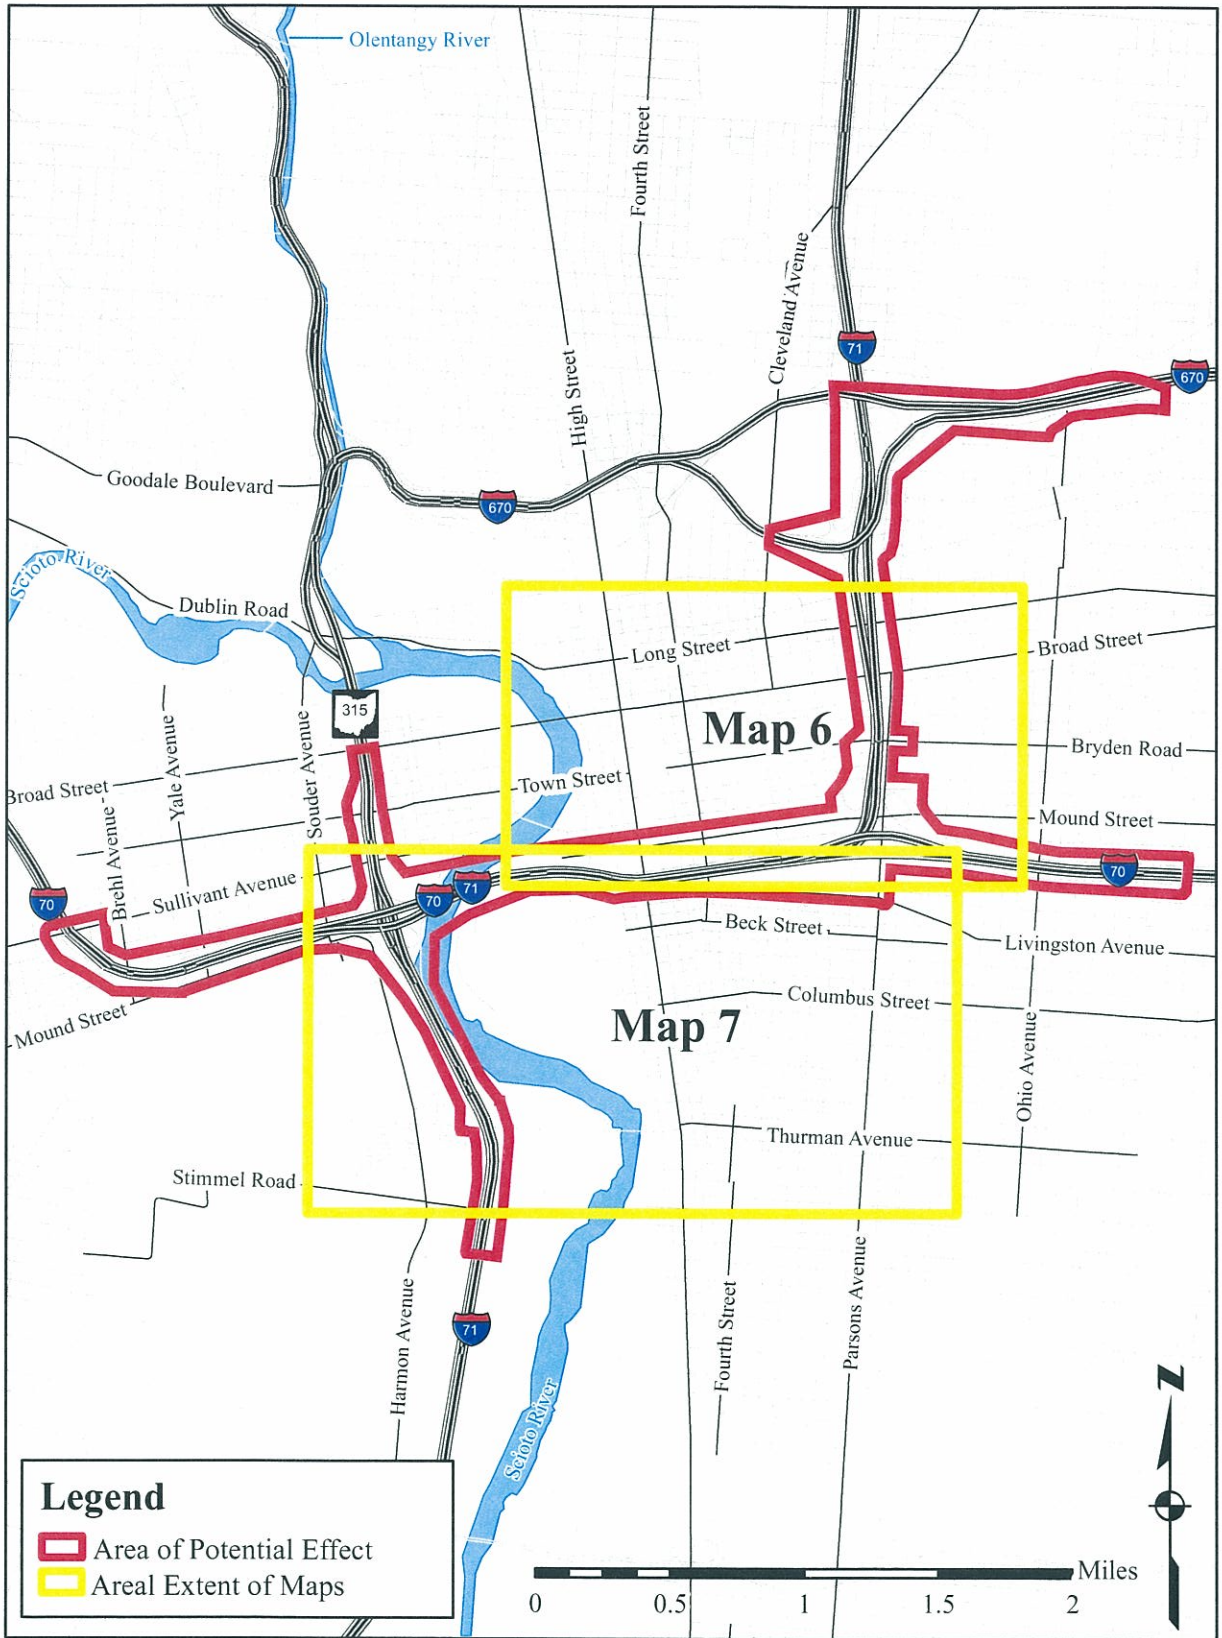 Olentangy River
Fourth Street
Cleveland Avenue
71
High Street
670
Goodale Boulevard
670
Scioto River
Dublin Road
Long Street
Broad Street
315
Map 6
Bryden Road
Yale Avenue
Souder Avenue
Town Street
Broad Street
Brehl Avenue
Mound Street
Sullivant Avenue
70
71
70
70
Beck Street
Livingston Avenue
Mound Street
Columbus Street
Map 7
Ohio Avenue
Thurman Avenue
Stimmel Road
Harmon Avenue
71
Fourth Street
Parsons Avenue
Scioto River
N
Legend
Area of Potential Effect
Areal Extent of Maps
Miles
0 0.5 1 1.5 2